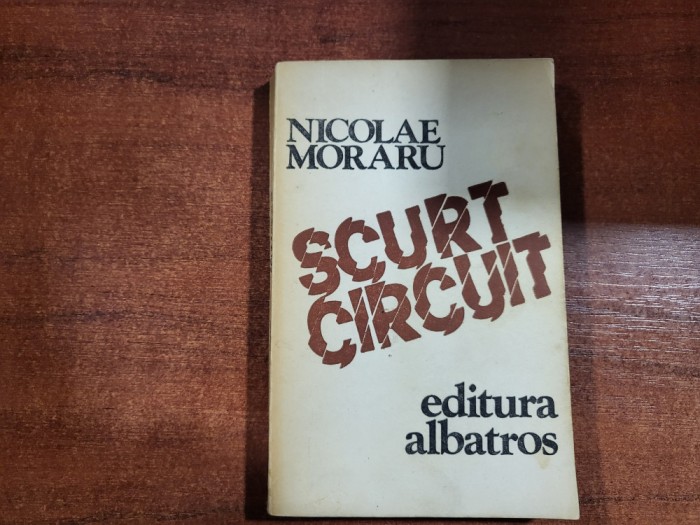 NICOLAE
MORARU
SCURT
CIRCUIT
editura
albatros